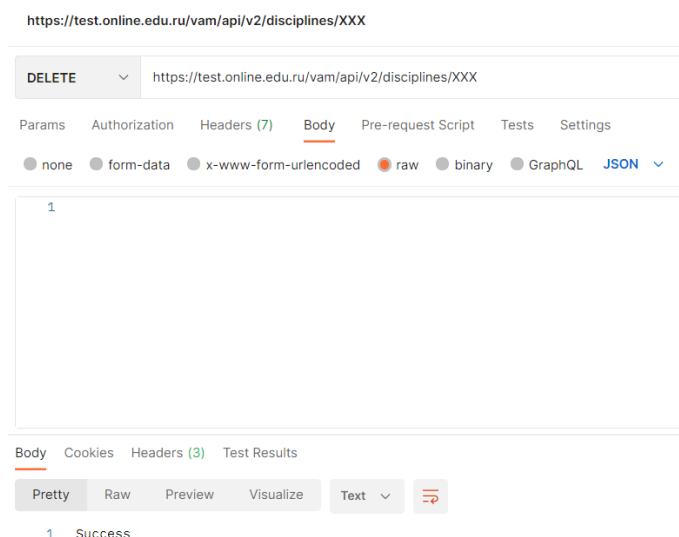 https://test.online.edu.ru/vam/api/v2/disciplines/XXX
DELETE https://test.online.edu.ru/vam/api/v2/disciplines/XXX
Params Authorization Headers (7) Body Pre-request Script Tests Settings
none form-data x-www-form-urlencoded raw binary GraphQL JSON
1
Body Cookies Headers (3) Test Results
Pretty Raw Preview Visualize Text
1 Success